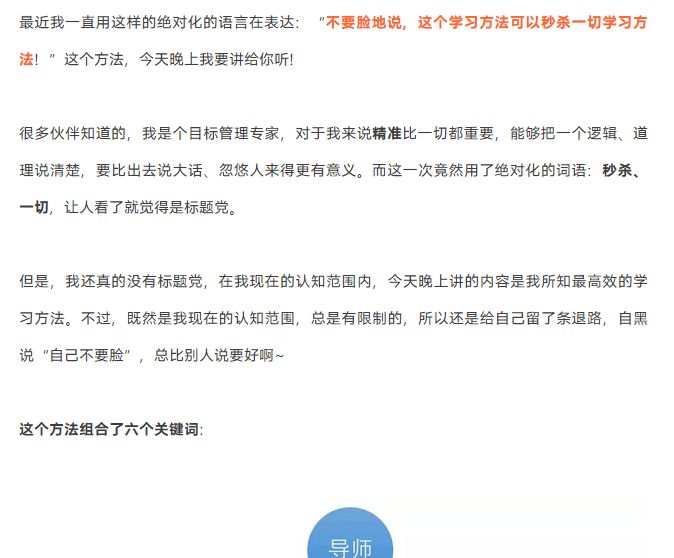 最近我一直用这样的绝对化的语言在表达：“不要脸地说，这个学习方法可以秒杀一切学习方
法！”这个方法，今天晚上我要讲给你听！
很多伙伴知道的，我是个目标管理专家，对于我来说精准比一切都重要，能够把一个逻辑、道
理说清楚，要比出去说大话、忽悠人来得更有意义。而这一次竟然用了绝对化的词语：秒杀、
一切，让人看了就觉得是标题党。
但是，我还真的没有标题党，在我现在的认知范围内，今天晚上讲的内容是我所知最高效的学
习方法。不过，既然是我现在的认知范围，总是有限制的，所以还是给自己留了条退路，自黑
说“自己不要脸”，总比别人说要好啊~
这个方法组合了六个关键词：
导师